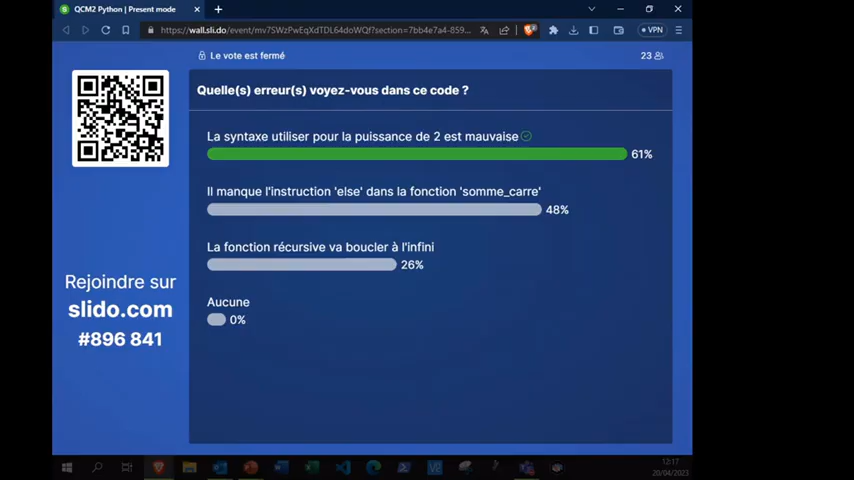 QCM2 Python | Present mode
https://wall.sli.do/event/mv7SWzPwEqXdTDL64doWQf?section=7bb4e7a4-859...
VPN
Le vote est fermé
23
Quelle(s) erreur(s) voyez-vous dans ce code ?
La syntaxe utiliser pour la puissance de 2 est mauvaise
61%
Il manque l'instruction 'else' dans la fonction 'somme_carre'
48%
La fonction récursive va boucler à l'infini
26%
Aucune
0%
Rejoindre sur
slido.com
#896 841
12:17
20/04/2023